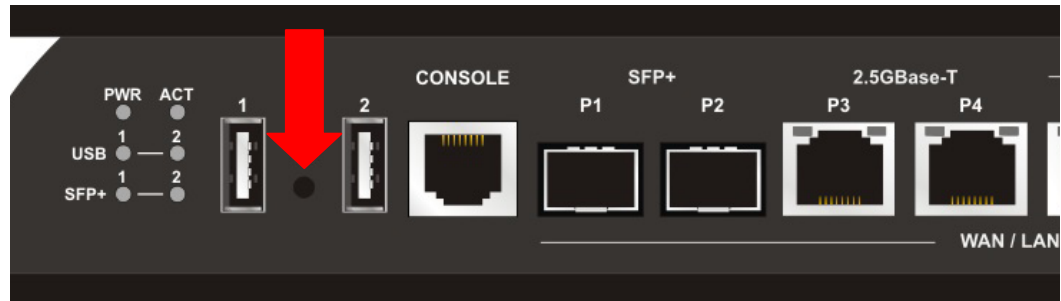 PWR ACT
1 2
USB
1 2
SFP+
1 2
CONSOLE
SFP+
P1 P2
2.5GBase-T
P3 P4
WAN / LAN